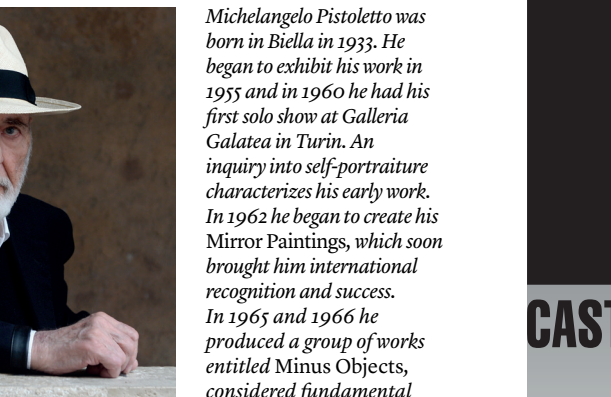 Michelangelo Pistoletto was
born in Biella in 1933. He
began to exhibit his work in
1955 and in 1960 he had his
first solo show at Galleria
Galatea in Turin. An
inquiry into self-portraiture
characterizes his early work.
In 1962 he began to create his
Mirror Paintings, which soon
brought him international
recognition and success.
In 1965 and 1966 he
produced a group of works
entitled Minus Objects,
considered fundamental
CAST